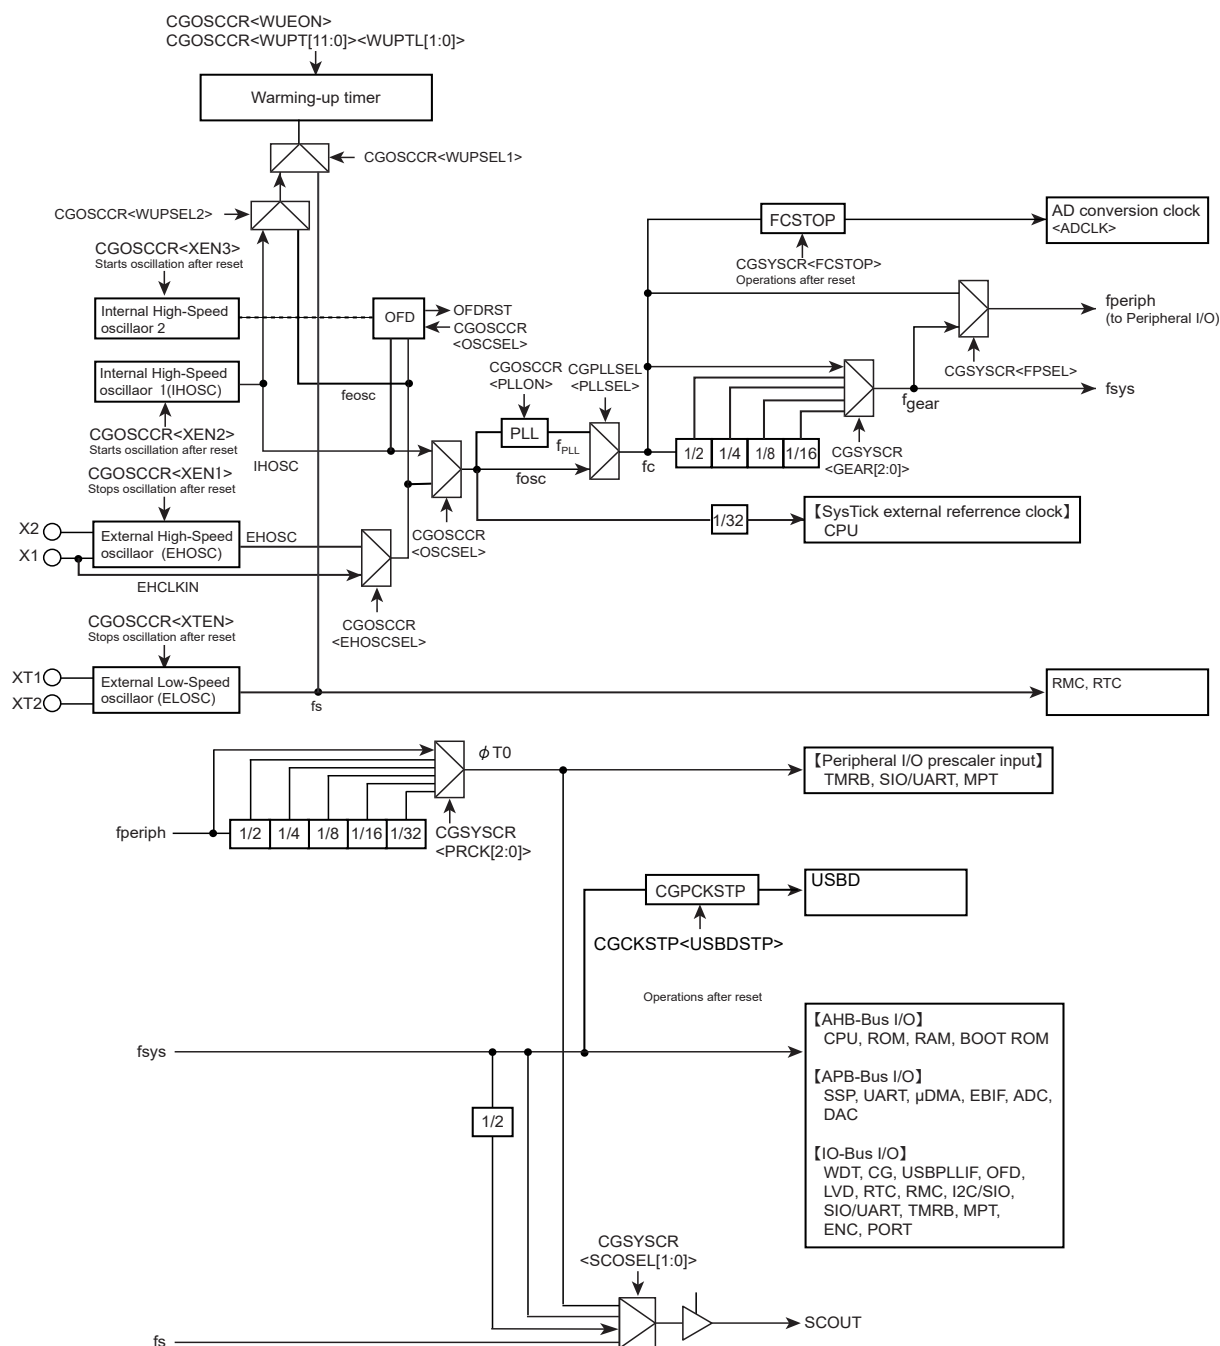 CGOSCCR<WUEON>
CGOSCCR<WUPT[11:0]><WUPTL[1:0]>
Warming-up timer
CGOSCCR<WUPSEL1>
CGOSCCR<WUPSEL2>
CGOSCCR<XEN3>
Starts oscillation after reset
Internal High-Speed
oscillaor 2
OFD
OFDRST
CGOSCCR
<OSCSEL>
FCSTOP
CGSYSCR<FCSTOP>
Operations after reset
AD conversion clock
<ADCLK>
fperiph
(to Peripheral I/O)
CGSYSCR<FPSEL>
Internal High-Speed
oscillaor 1(IHOSC)
CGOSCCR<XEN2>
Starts oscillation after reset
feosc
IHOSC
CGOSCCR
<PLLON>
CGPLLSEL
<PLLSEL>
PLL
fPLL
fosc
fc
1/2
1/4
1/8
1/16
fgear
fsys
CGSYSCR
<GEAR[2:0]>
CGOSCCR<XEN1>
Stops oscillation after reset
X2
X1
External High-Speed
oscillaor (EHOSC)
EHOSC
EHCLKIN
CGOSCCR
<OSCSEL>
CGOSCCR
<EHOSCSEL>
1/32
【SysTick external referrence clock】
CPU
CGOSCCR<XTEN>
Stops oscillation after reset
XT1
XT2
External Low-Speed
oscillaor (ELOSC)
fs
RMC, RTC
fperiph
1/2
1/4
1/8
1/16
1/32
ϕT0
CGSYSCR
<PRCK[2:0]>
【Peripheral I/O prescaler input】
TMRB, SIO/UART, MPT
CGPCKSTP
CGCKSTP<USBDSTP>
USBD
Operations after reset
fsys
1/2
【AHB-Bus I/O】
CPU, ROM, RAM, BOOT ROM
【APB-Bus I/O】
SSP, UART, µDMA, EBIF, ADC,
DAC
【IO-Bus I/O】
WDT, CG, USBPLLIF, OFD,
LVD, RTC, RMC, I2C/SIO,
SIO/UART, TMRB, MPT,
ENC, PORT
CGSYSCR
<SCOSEL[1:0]>
SCOUT
fs